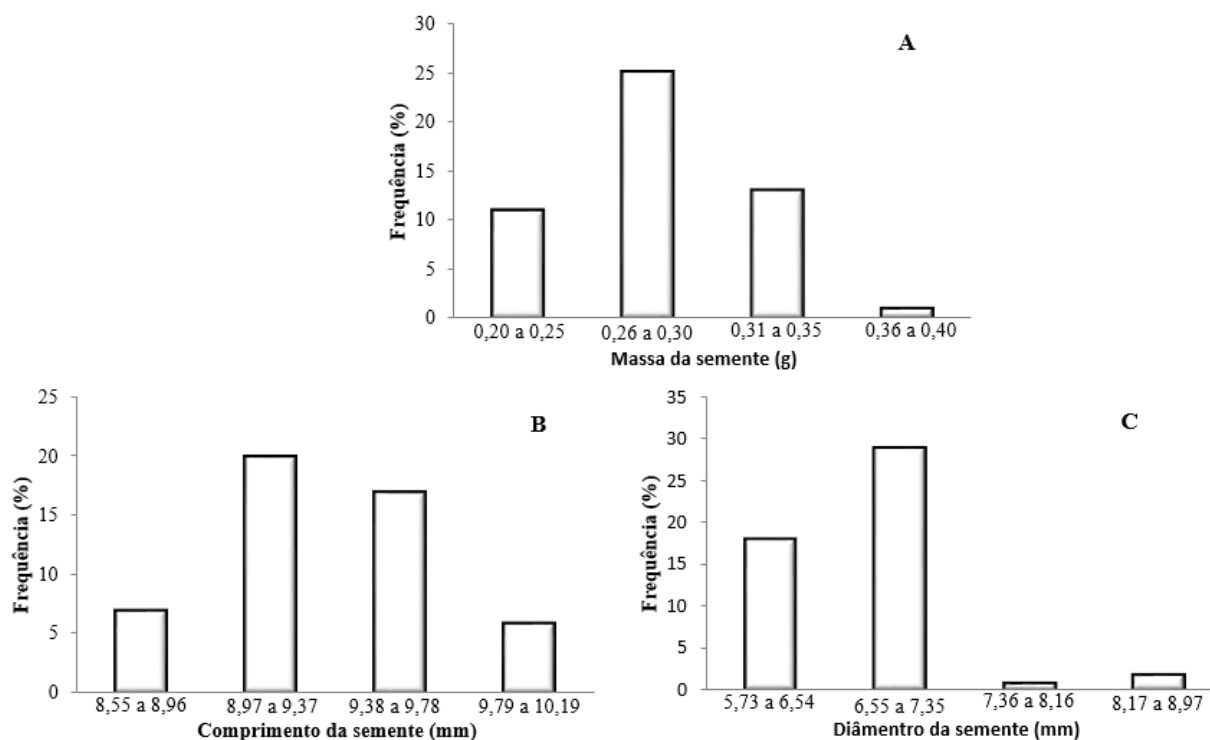 A
Frequência (%)
30
25
20
15
10
5
0
0,20 a 0,25 0,26 a 0,30 0,31 a 0,35 0,36 a 0,40
Massa da semente (g)
B
Frequência (%)
25
20
15
10
5
0
8,55 a 8,96 8,97 a 9,37 9,38 a 9,78 9,79 a 10,19
Comprimento da semente (mm)
C
Frequência (%)
35
30
25
20
15
10
5
0
5,73 a 6,54 6,55 a 7,35 7,36 a 8,16 8,17 a 8,97
Diâmentro da semente (mm)